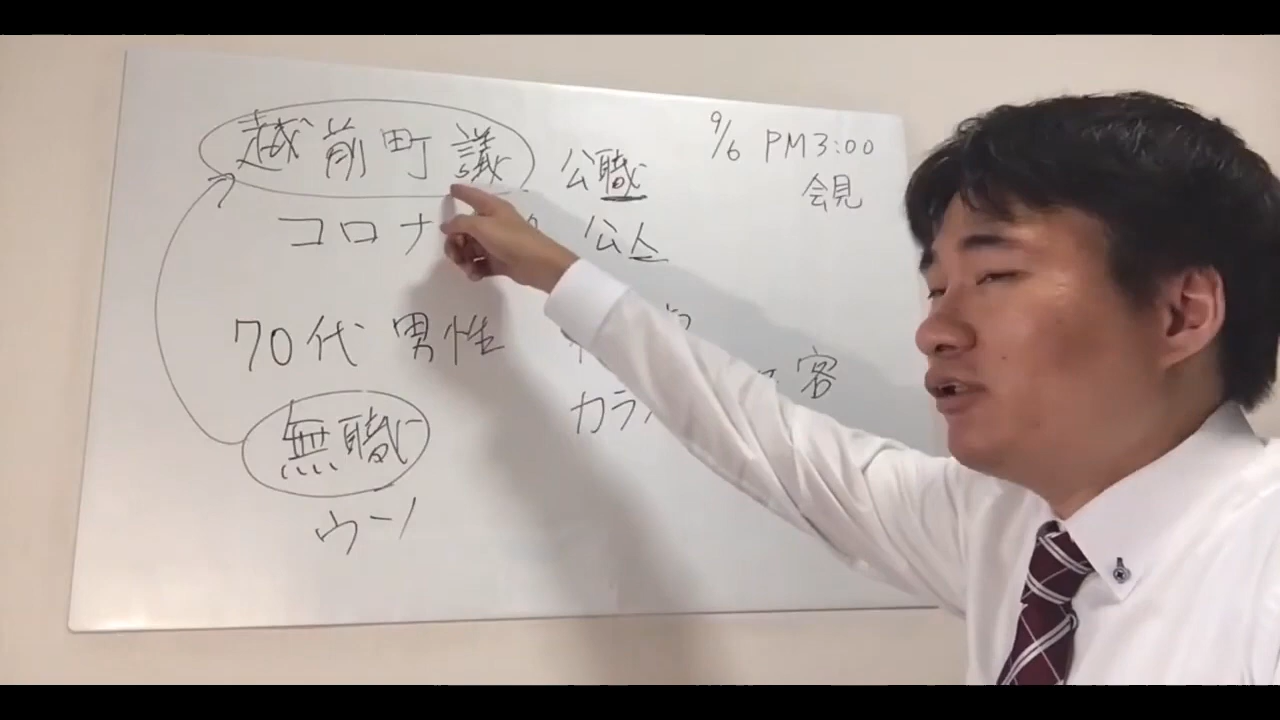 越前町議 公職
9/6 PM3:00
会見
コロナ 公人
70代 男性
客
カラ
無職
ウソ